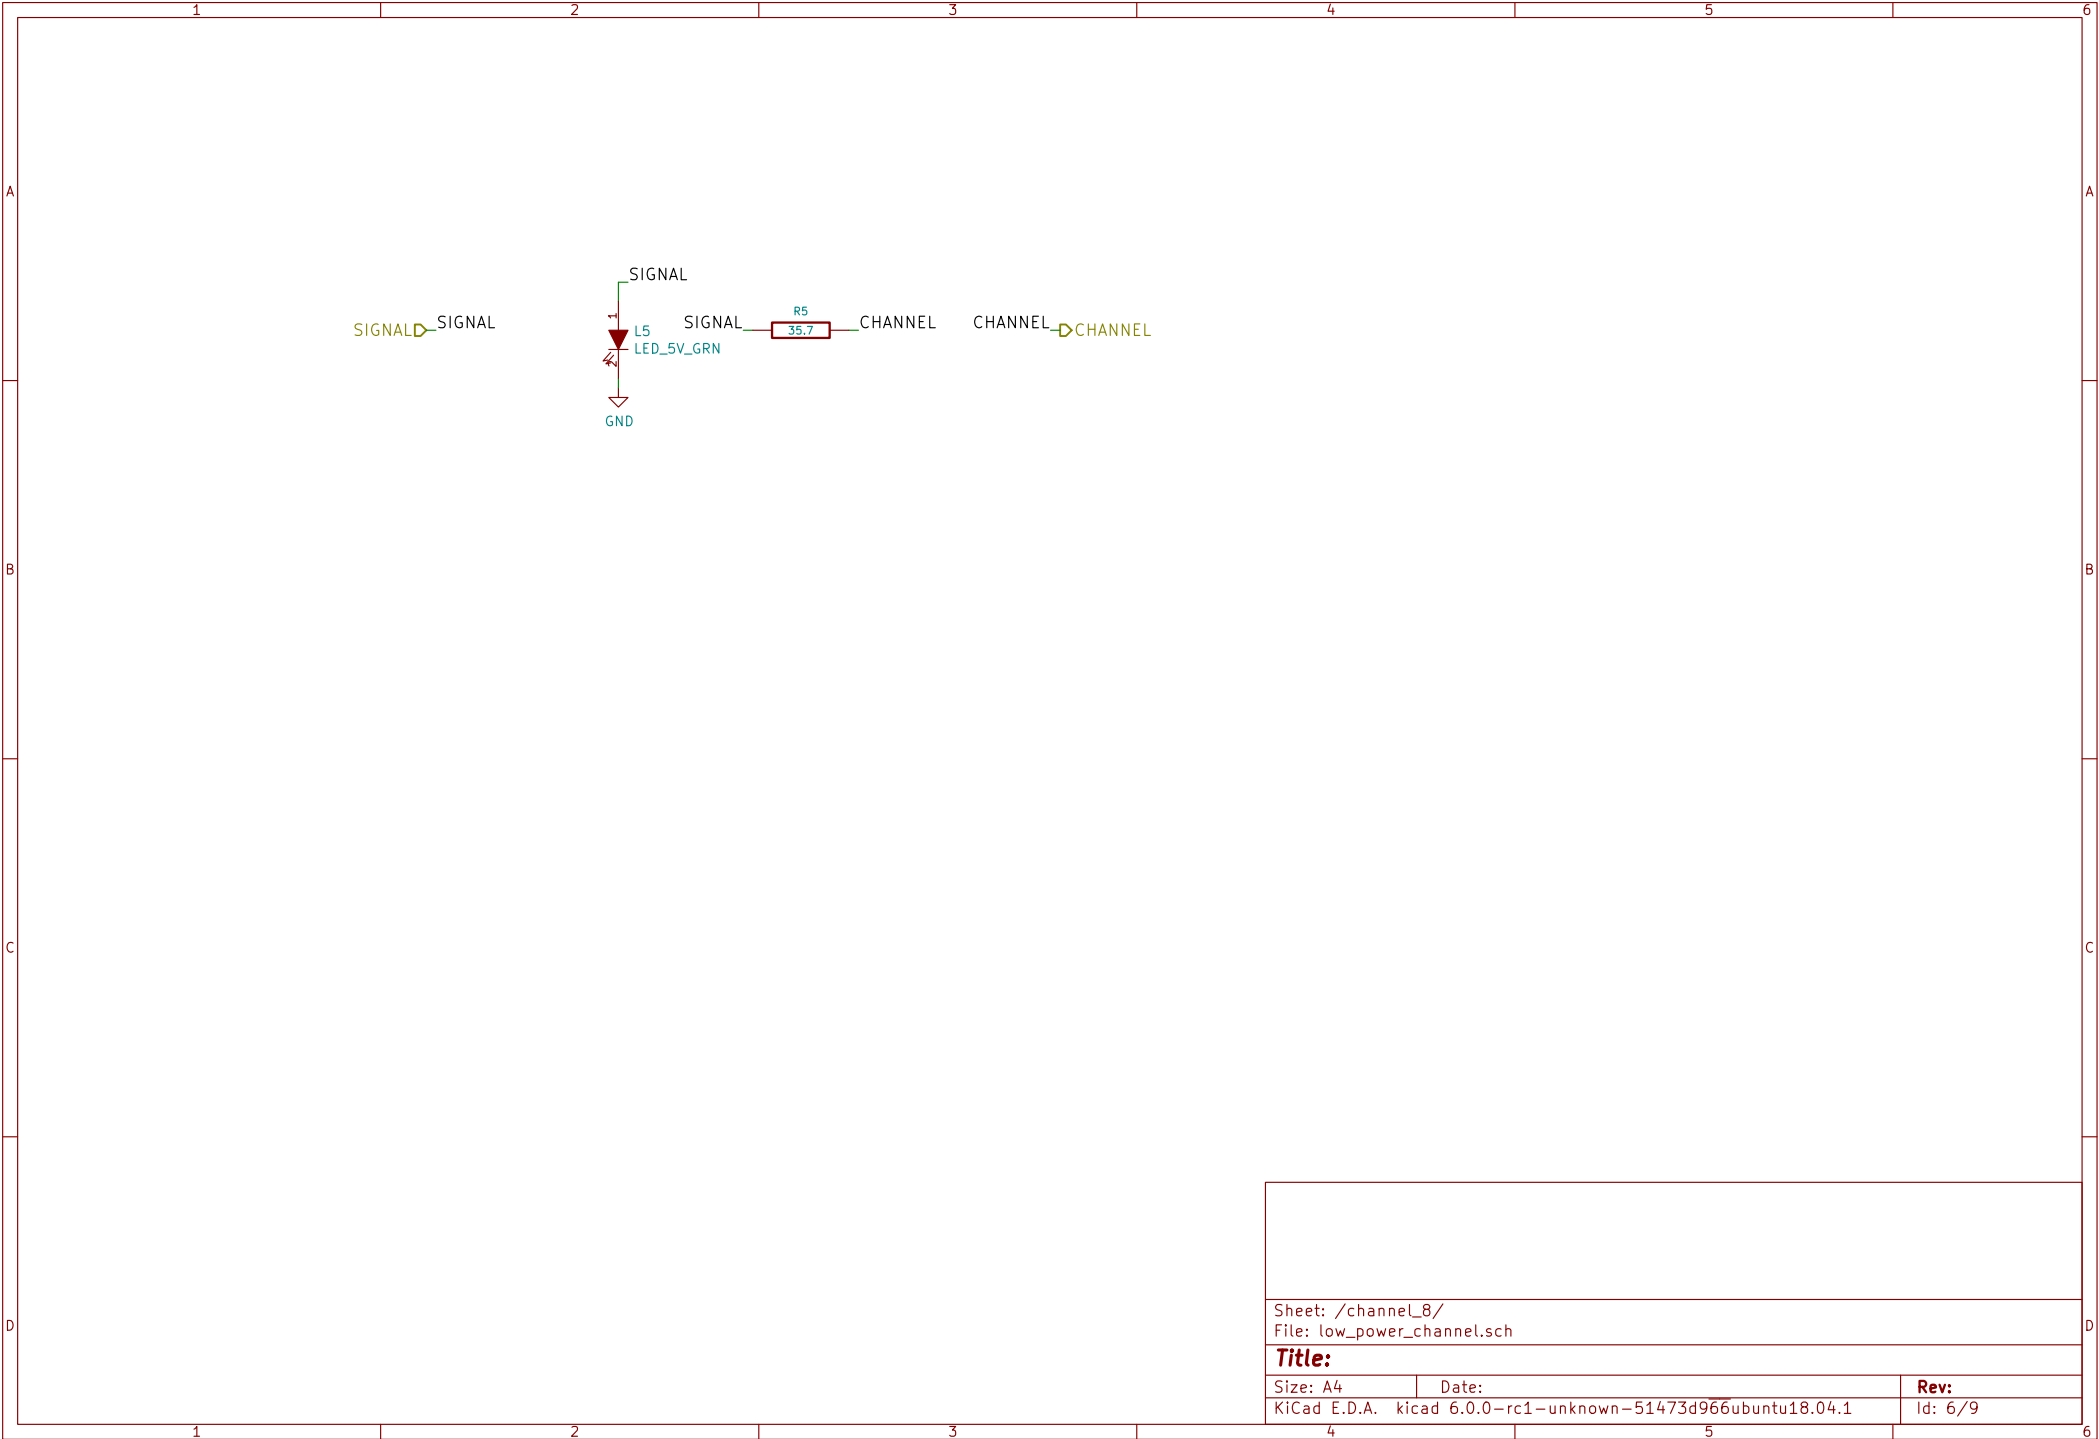 1 2 3 4 5 6
A A
SIGNAL
SIGNAL SIGNAL
1
L5
LED_5V_GRN
2
GND
SIGNAL R5 CHANNEL
35.7
CHANNEL CHANNEL
B B
C C
D D
Sheet: /channel_8/
File: low_power_channel.sch
Title:
Size: A4 Date: Rev:
KiCad E.D.A. kicad 6.0.0-rc1-unknown-51473d966ubuntu18.04.1 Id: 6/9
1 2 3 4 5 6